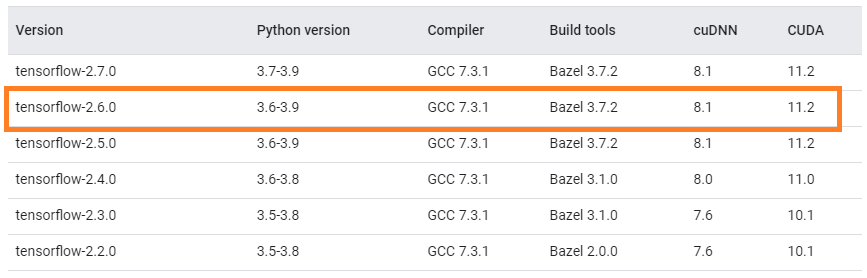 Version Python version Compiler Build tools cuDNN CUDA
tensorflow-2.7.0 3.7-3.9 GCC 7.3.1 Bazel 3.7.2 8.1 11.2
tensorflow-2.6.0 3.6-3.9 GCC 7.3.1 Bazel 3.7.2 8.1 11.2
tensorflow-2.5.0 3.6-3.9 GCC 7.3.1 Bazel 3.7.2 8.1 11.2
tensorflow-2.4.0 3.6-3.8 GCC 7.3.1 Bazel 3.1.0 8.0 11.0
tensorflow-2.3.0 3.5-3.8 GCC 7.3.1 Bazel 3.1.0 7.6 10.1
tensorflow-2.2.0 3.5-3.8 GCC 7.3.1 Bazel 2.0.0 7.6 10.1